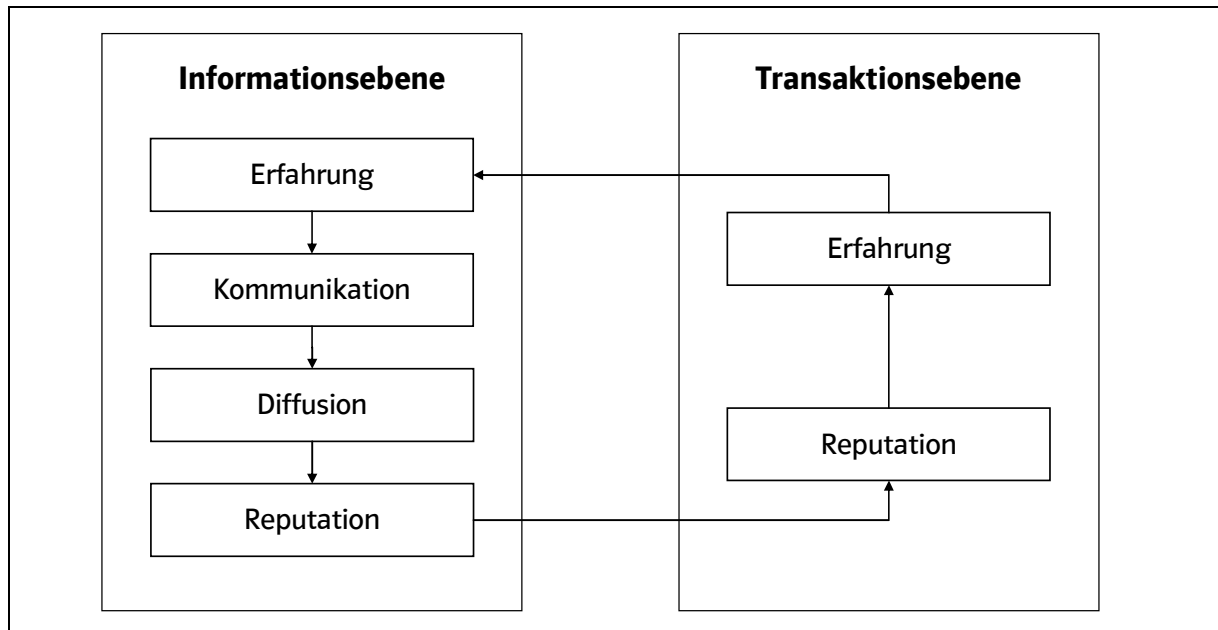 Informationsebene
Erfahrung
Kommunikation
Diffusion
Reputation
Transaktionsebene
Erfahrung
Reputation